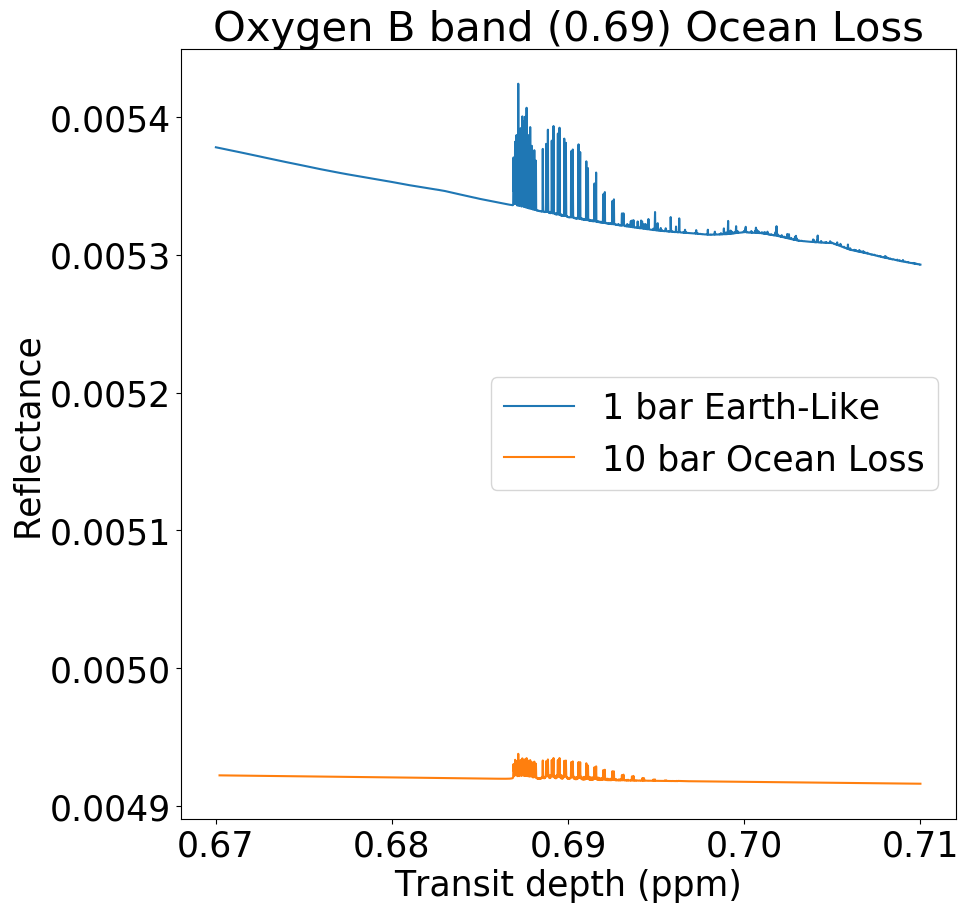 Oxygen B band (0.69) Ocean Loss
0.0054
0.0053
0.0052
0.0051
0.0050
0.0049
Reflectance
1 bar Earth-Like
10 bar Ocean Loss
0.67 0.68 0.69 0.70 0.71
Transit depth (ppm)